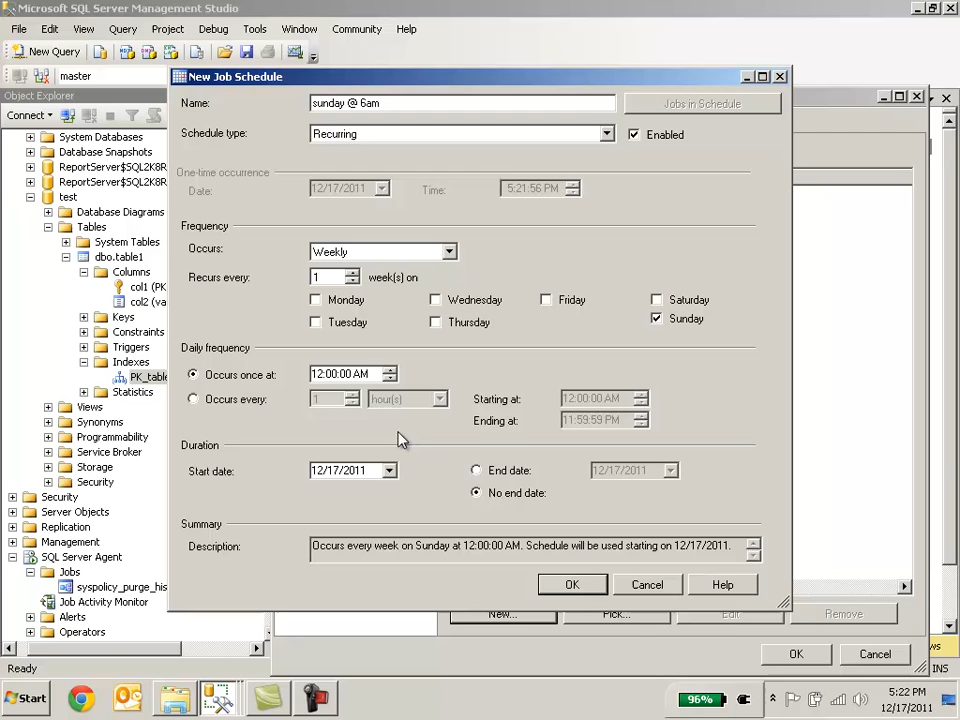 Microsoft SQL Server Management Studio
File Edit View Query Project Debug Tools Window Community Help
New Query
master
Object Explorer
Connect
System Databases
Database Snapshots
ReportServer$SQL2K8R
ReportServer$SQL2K8R
test
Database Diagrams
Tables
System Tables
dbo.table1
Columns
col1 (PK
col2 (va
Keys
Constraints
Triggers
Indexes
PK_table
Statistics
Views
Synonyms
Programmability
Service Broker
Storage
Security
Security
Server Objects
Replication
Management
SQL Server Agent
Jobs
syspolicy_purge_his
Job Activity Monitor
Alerts
Operators
New Job Schedule
Name: sunday @ 6am Jobs in Schedule
Schedule type: Recurring Enabled
One-time occurrence
Date: 12/17/2011 Time: 5:21:56 PM
Frequency
Occurs: Weekly
Recurs every: 1 week(s) on
Monday Wednesday Friday Saturday
Tuesday Thursday Sunday
Daily frequency
Occurs once at: 12:00:00 AM
Occurs every: 1 hour(s) Starting at: 12:00:00 AM
Ending at: 11:59:59 PM
Duration
Start date: 12/17/2011 End date: 12/17/2011
No end date:
Summary
Description: Occurs every week on Sunday at 12:00:00 AM. Schedule will be used starting on 12/17/2011.
OK Cancel Help
New... Pick... Edit Remove
OK Cancel
Ready INS
Start 96% 5:22 PM
12/17/2011